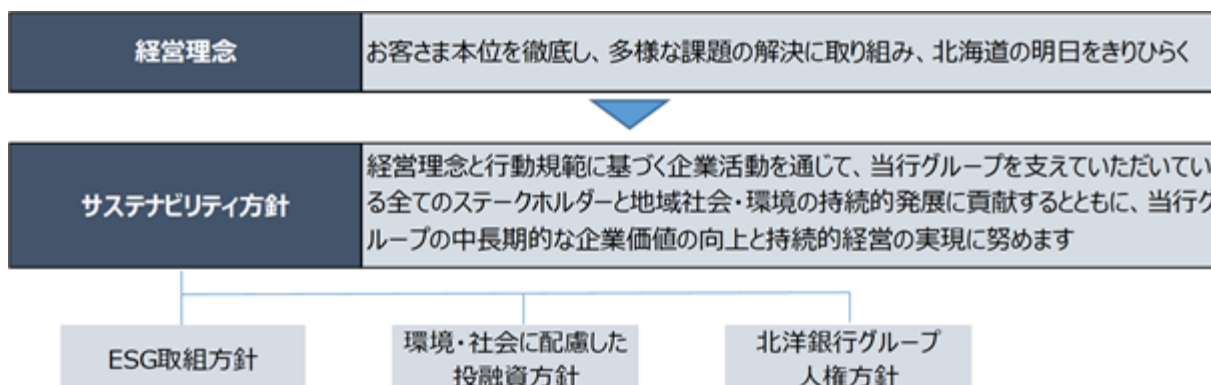 経営理念
お客さま本位を徹底し、多様な課題の解決に取り組み、北海道の明日をきりひらく
サステナビリティ方針
経営理念と行動規範に基づく企業活動を通じて、当行グループを支えていただいてい
る全てのステークホルダーと地域社会・環境の持続的発展に貢献するとともに、当行グ
ループの中長期的な企業価値の向上と持続的経営の実現に努めます
ESG取組方針
環境・社会に配慮した
投融資方針
北洋銀行グループ
人権方針